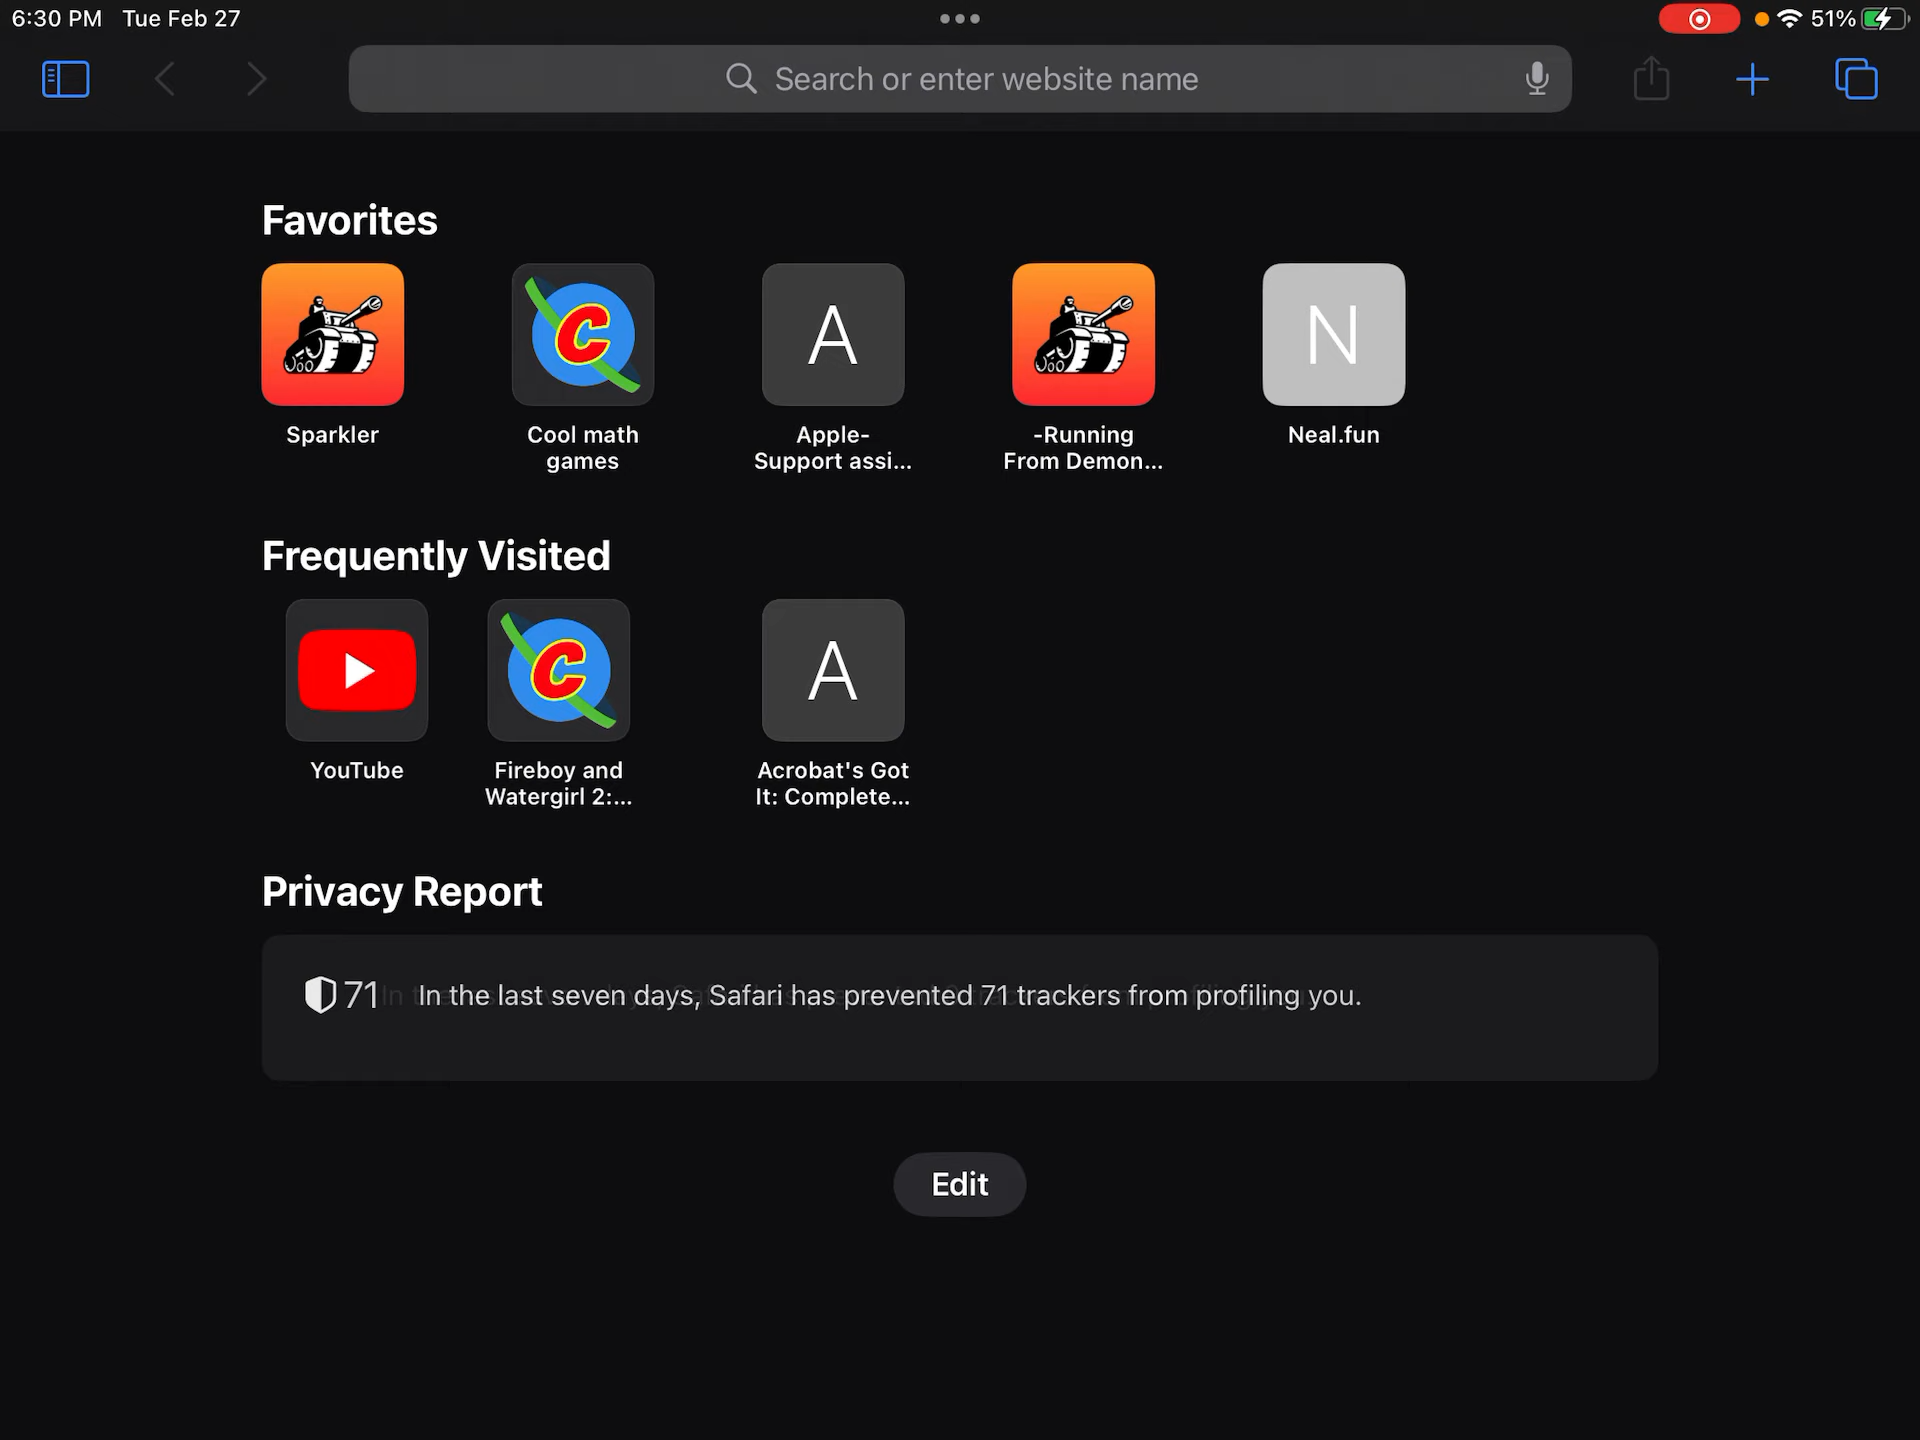 6:30 PM Tue Feb 27
51%
Search or enter website name
Favorites
C
A
N
Sparkler
Cool math
games
Apple-
Support assi...
-Running
From Demon...
Neal.fun
Frequently Visited
C
A
YouTube
Fireboy and
Watergirl 2:...
Acrobat's Got
It: Complete...
Privacy Report
71 In the last seven days, Safari has prevented 71 trackers from profiling you.
Edit